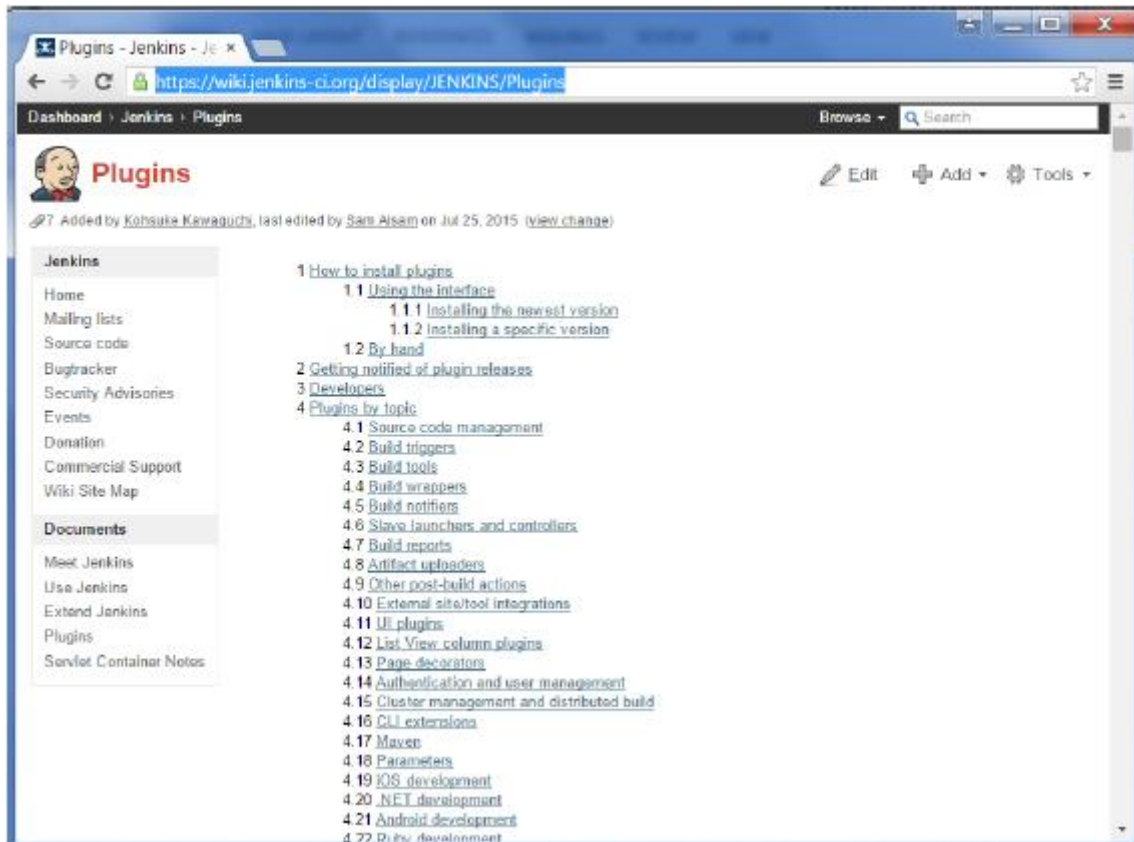 Plugins - Jenkins - Je
https://wiki.jenkins-ci.org/display/JENKINS/Plugins
Dashboard › Jenkins › Plugins
Browse
Search
Plugins
Edit
Add
Tools
7 Added by Kohsuke Kawaguchi, last edited by Sam Alsam on Jul 25, 2015 (view change)
Jenkins
Home
Mailing lists
Source code
Bugtracker
Security Advisories
Events
Donation
Commercial Support
Wiki Site Map
Documents
Meet Jenkins
Use Jenkins
Extend Jenkins
Plugins
Servlet Container Notes
1 How to install plugins
1.1 Using the interface
1.1.1 Installing the newest version
1.1.2 Installing a specific version
1.2 By hand
2 Getting notified of plugin releases
3 Developers
4 Plugins by topic
4.1 Source code management
4.2 Build triggers
4.3 Build tools
4.4 Build wrappers
4.5 Build notifiers
4.6 Slave launchers and controllers
4.7 Build reports
4.8 Artifact uploaders
4.9 Other post-build actions
4.10 External site/tool integrations
4.11 UI plugins
4.12 List View column plugins
4.13 Page decorators
4.14 Authentication and user management
4.15 Cluster management and distributed build
4.16 CLI extensions
4.17 Maven
4.18 Parameters
4.19 iOS development
4.20 .NET development
4.21 Android development
4.22 Ruby development